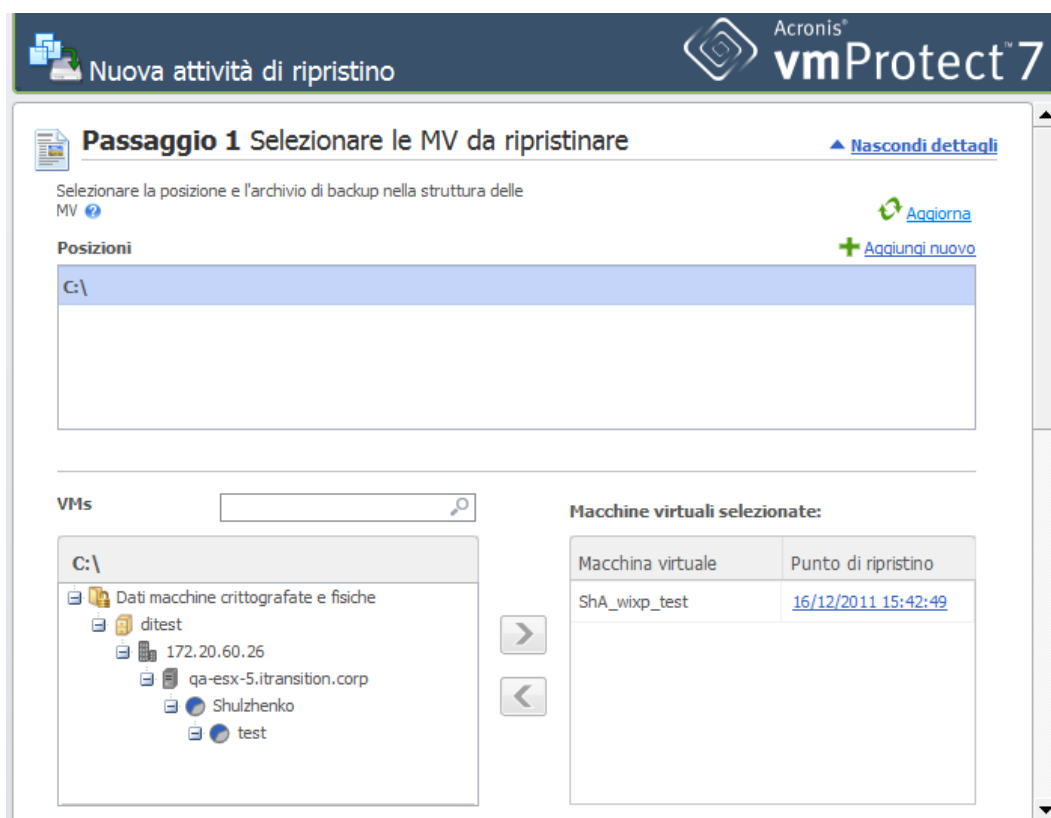 Nuova attività di ripristino
Acronis®
vmProtect™ 7
Passaggio 1 Selezionare le MV da ripristinare
Nascondi dettagli
Selezionare la posizione e l'archivio di backup nella struttura delle
MV
Aggiorna
Posizioni
Aggiungi nuovo
C:\
VMs
Macchine virtuali selezionate:
C:\
Dati macchine crittografate e fisiche
ditest
172.20.60.26
qa-esx-5.itransition.corp
Shulzhenko
test
Macchina virtuale Punto di ripristino
ShA_wixp_test 16/12/2011 15:42:49